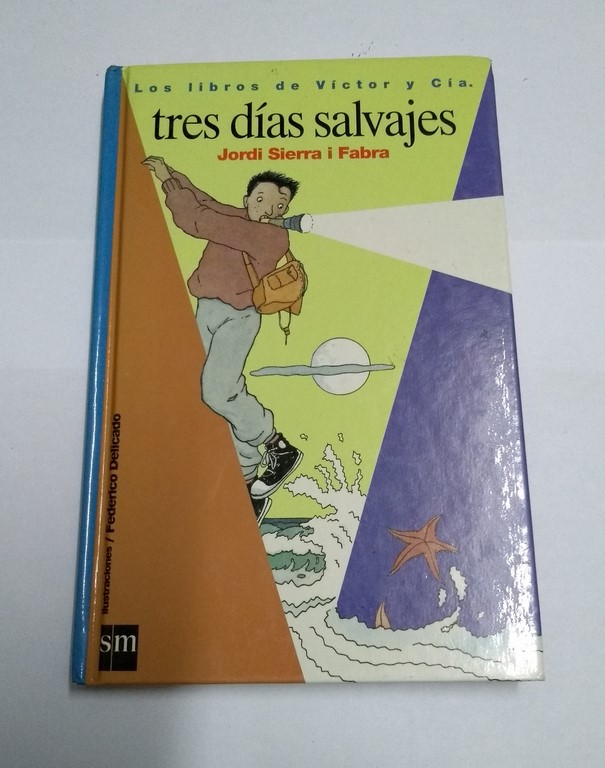 Los libros de Víctor y Cía.
tres días salvajes
Jordi Sierra i Fabra
ilustraciones / Federico Delicado
sm